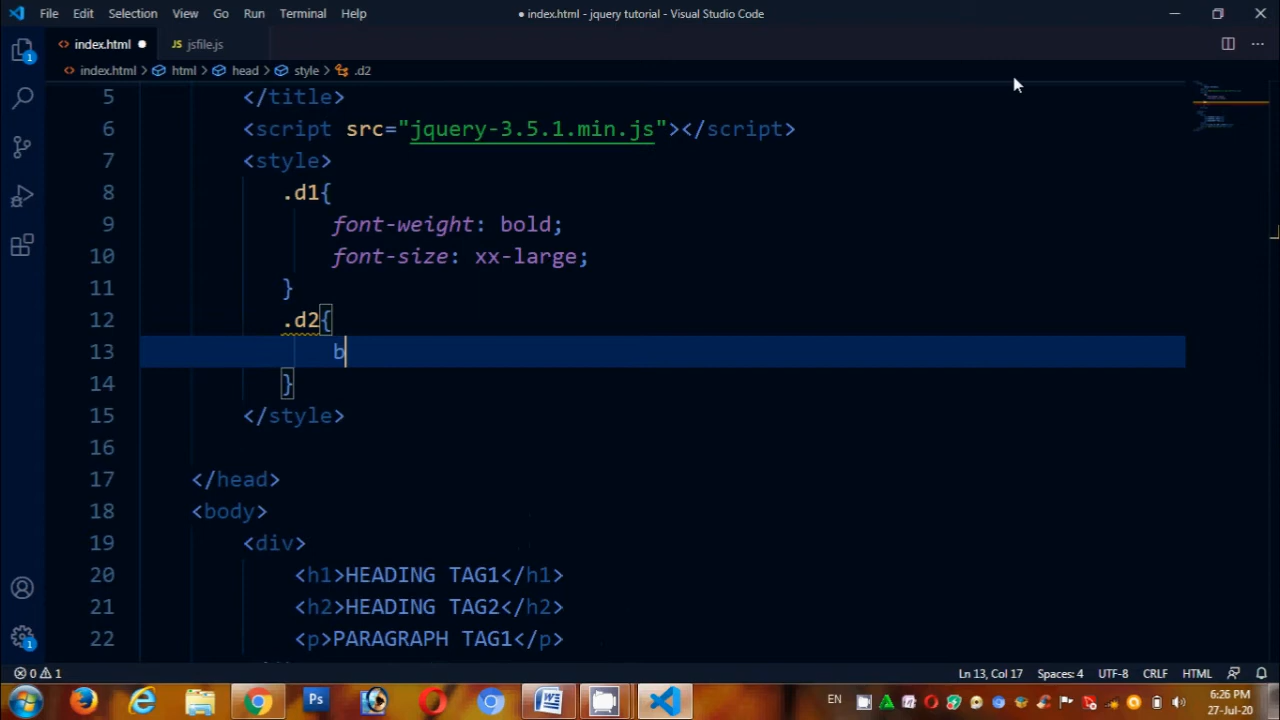 File Edit Selection View Go Run Terminal Help
● index.html - jquery tutorial - Visual Studio Code
<> index.html ● JS jsfile.js
<> index.html > html > head > style > .d2
5 </title>
6 <script src="jquery-3.5.1.min.js"></script>
7 <style>
8 .d1{
9 font-weight: bold;
10 font-size: xx-large;
11 }
12 .d2{
13 b
14 }
15 </style>
16
17 </head>
18 <body>
19 <div>
20 <h1>HEADING TAG1</h1>
21 <h2>HEADING TAG2</h2>
22 <p>PARAGRAPH TAG1</p>
1
1
0 1 Ln 13, Col 17 Spaces: 4 UTF-8 CRLF HTML
Ps W EN 6:26 PM
27-Jul-20